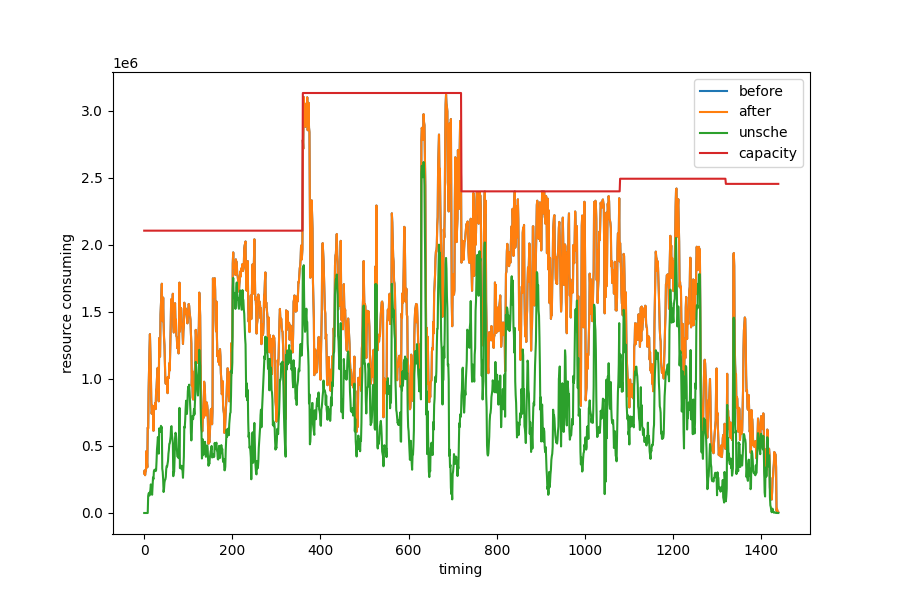 1e6
before
after
unsche
capacity
3.0
2.5
2.0
1.5
1.0
0.5
0.0
resource consuming
0 200 400 600 800 1000 1200 1400
timing